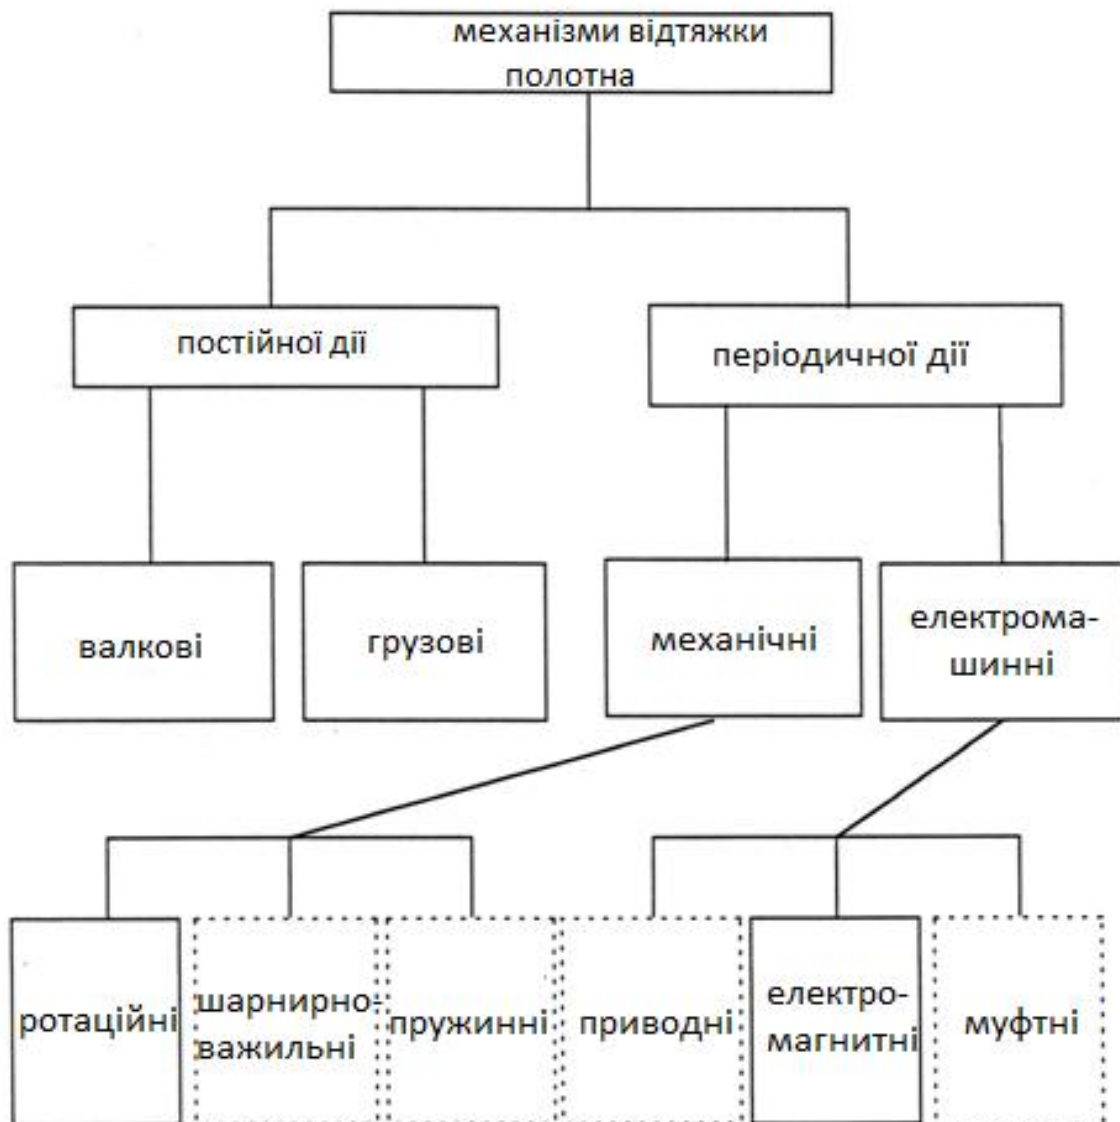 механізми відтяжки
полотна
постійної дії
періодичної дії
валкові
грузові
механічні
електрома-
шинні
ротаційні
шарнирно-
важильні
пружинні
приводні
електро-
магнитні
муфтні